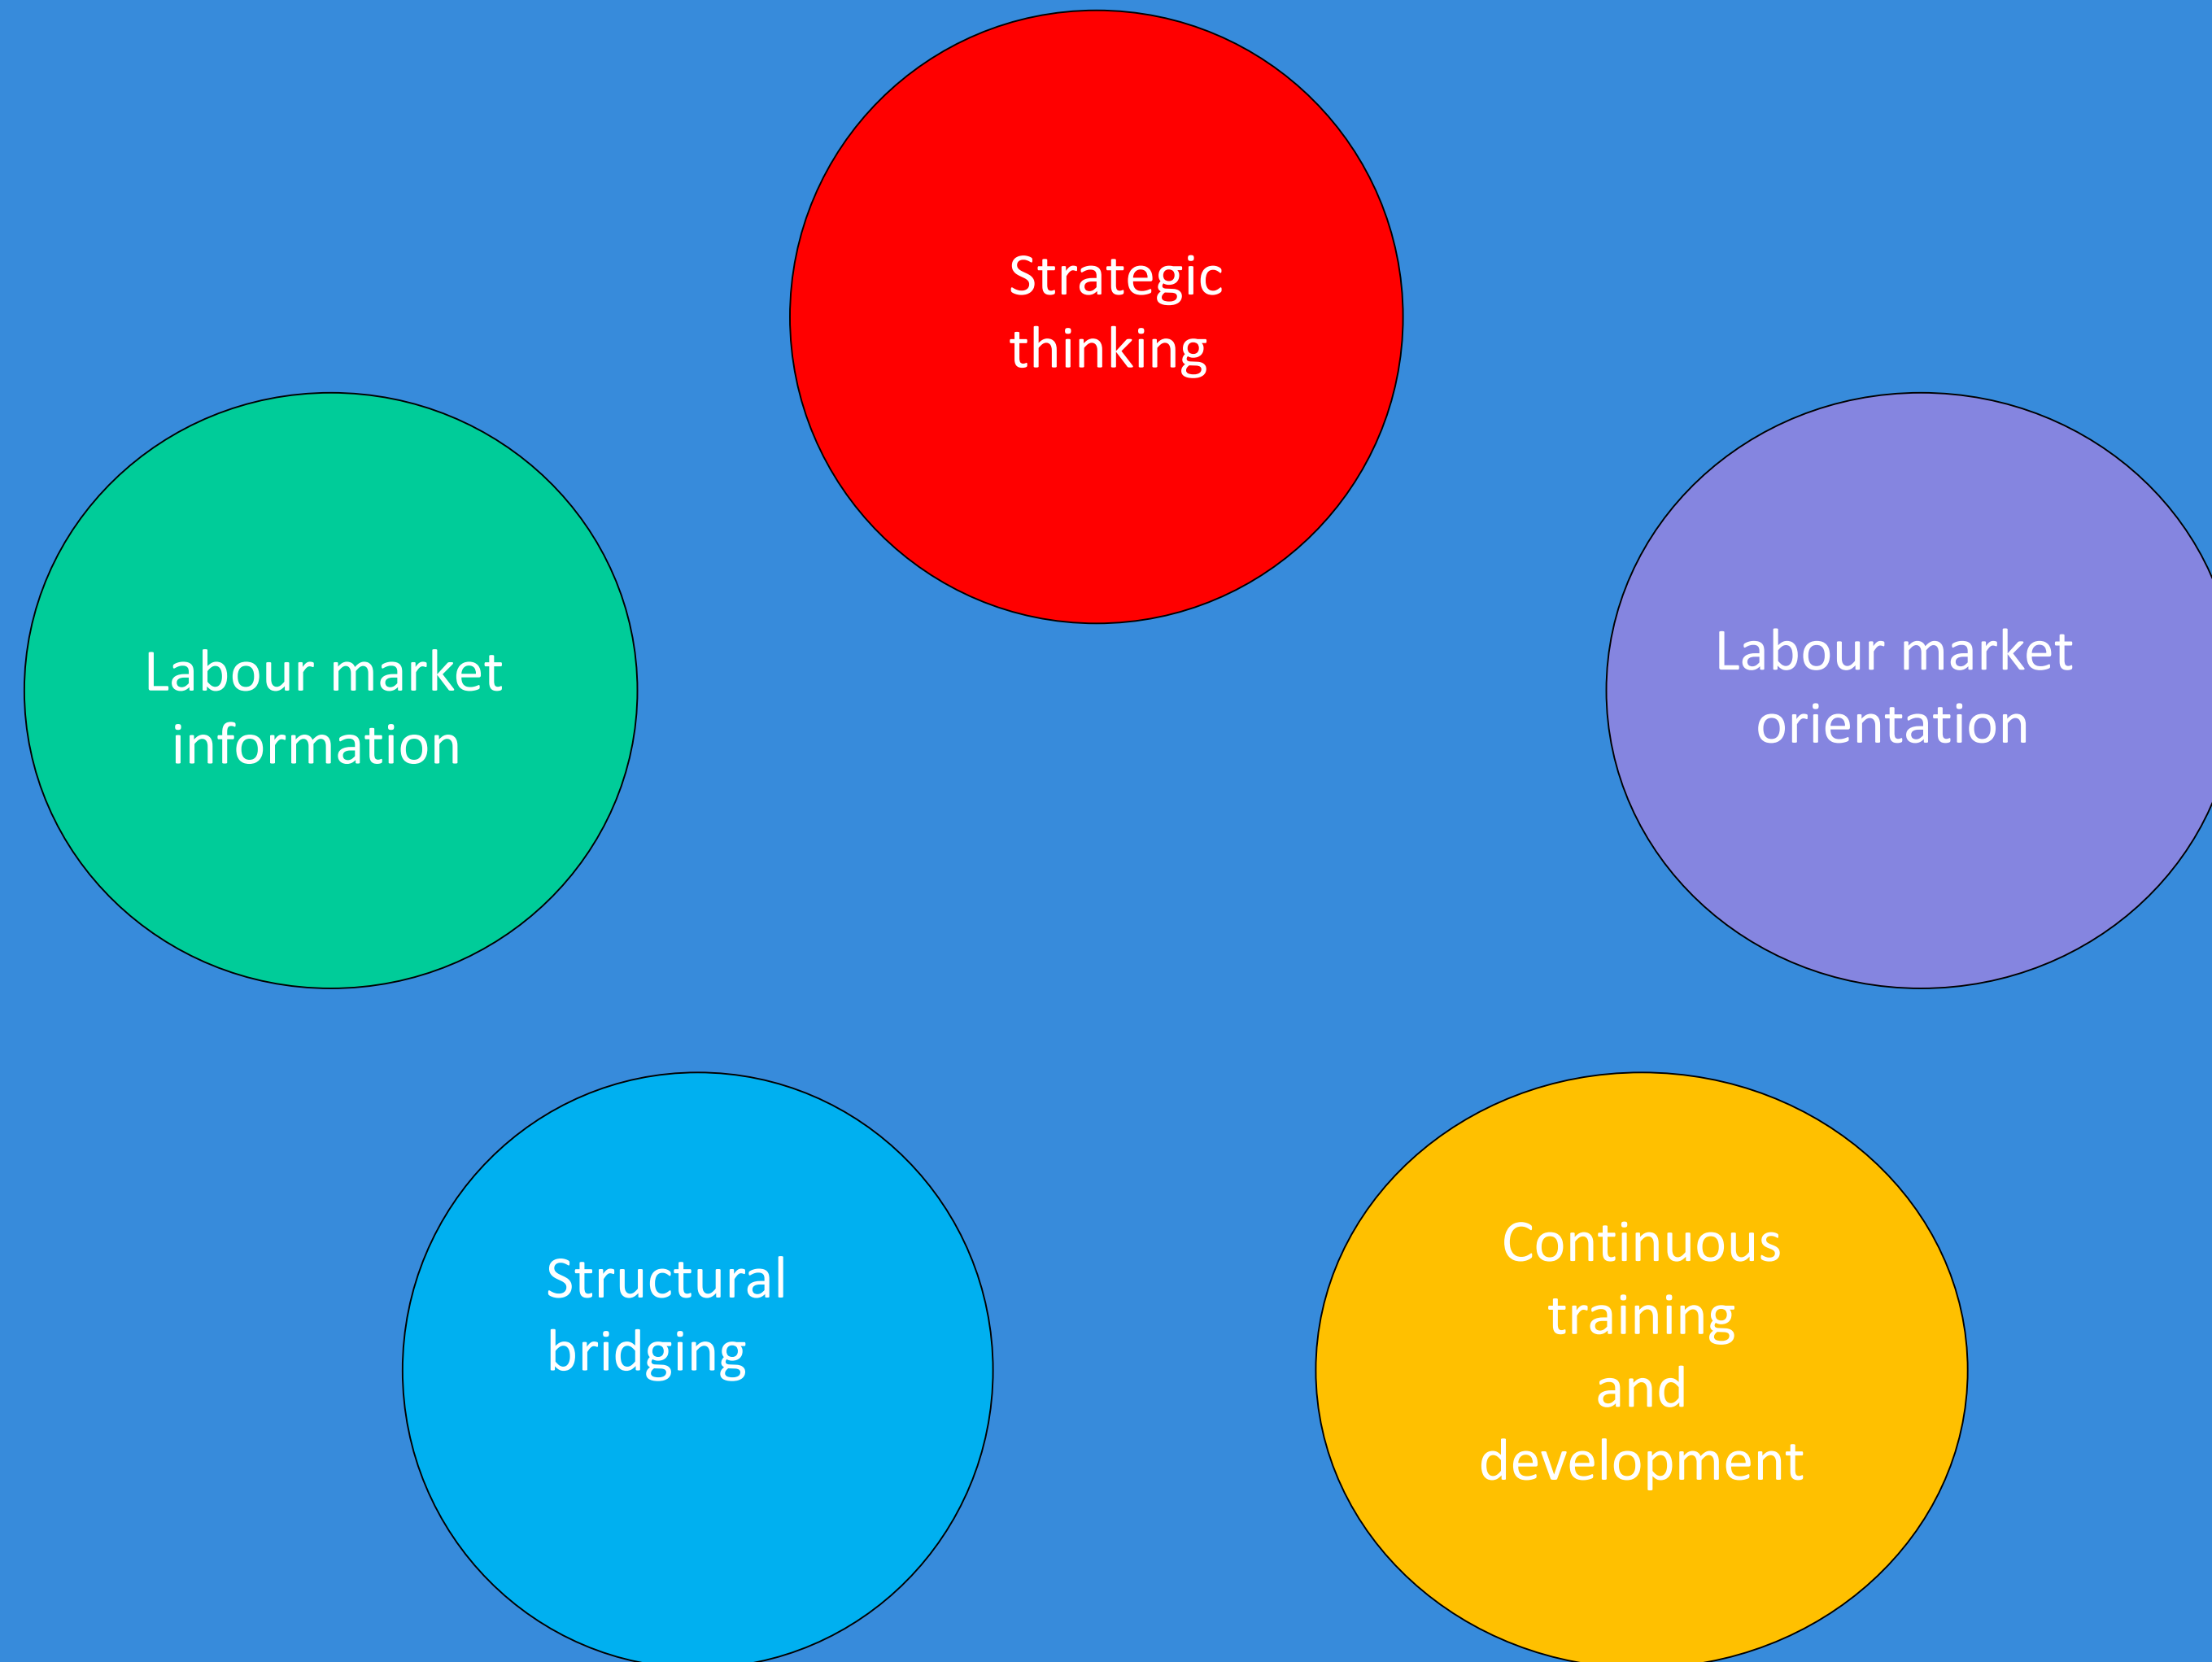 Strategic
thinking
Labour market
information
Labour market
orientation
Structural
bridging
Continuous
training
and
development